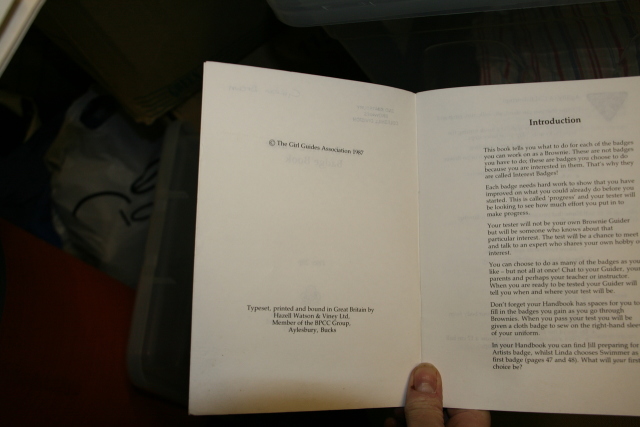 © The Girl Guides Association 1987
Typeset, printed and bound in Great Britain by
Hazell Watson & Viney Ltd,
Member of the BPCC Group,
Aylesbury, Bucks
Introduction
This book tells you what to do for each of the badges
you can work on as a Brownie. These are not badges
you have to do; these are badges you choose to do
because you are interested in them. That's why they
are called Interest Badges!
Each badge needs hard work to show that you have
improved on what you could already do before you
started. This is called 'progress' and your tester will
be looking to see how much effort you put in to
make progress.
Your tester will not be your own Brownie Guider
but will be someone who knows about that
particular interest. The test will be a chance to meet
and talk to an expert who shares your own hobby or
interest.
You can choose to do as many of the badges as you
like – but not all at once! Chat to your Guider, your
parents and perhaps your teacher or instructor.
When you are ready to be tested your Guider will
tell you when and where your test will be.
Don't forget your Handbook has spaces for you to
fill in the badges you gain as you go through
Brownies. When you pass your test you will be
given a cloth badge to sew on the right-hand sleeve
of your uniform.
In your Handbook you can find Jill preparing for
Artists badge, whilst Linda chooses Swimmer as
first badge (pages 47 and 48). What will your first
choice be?